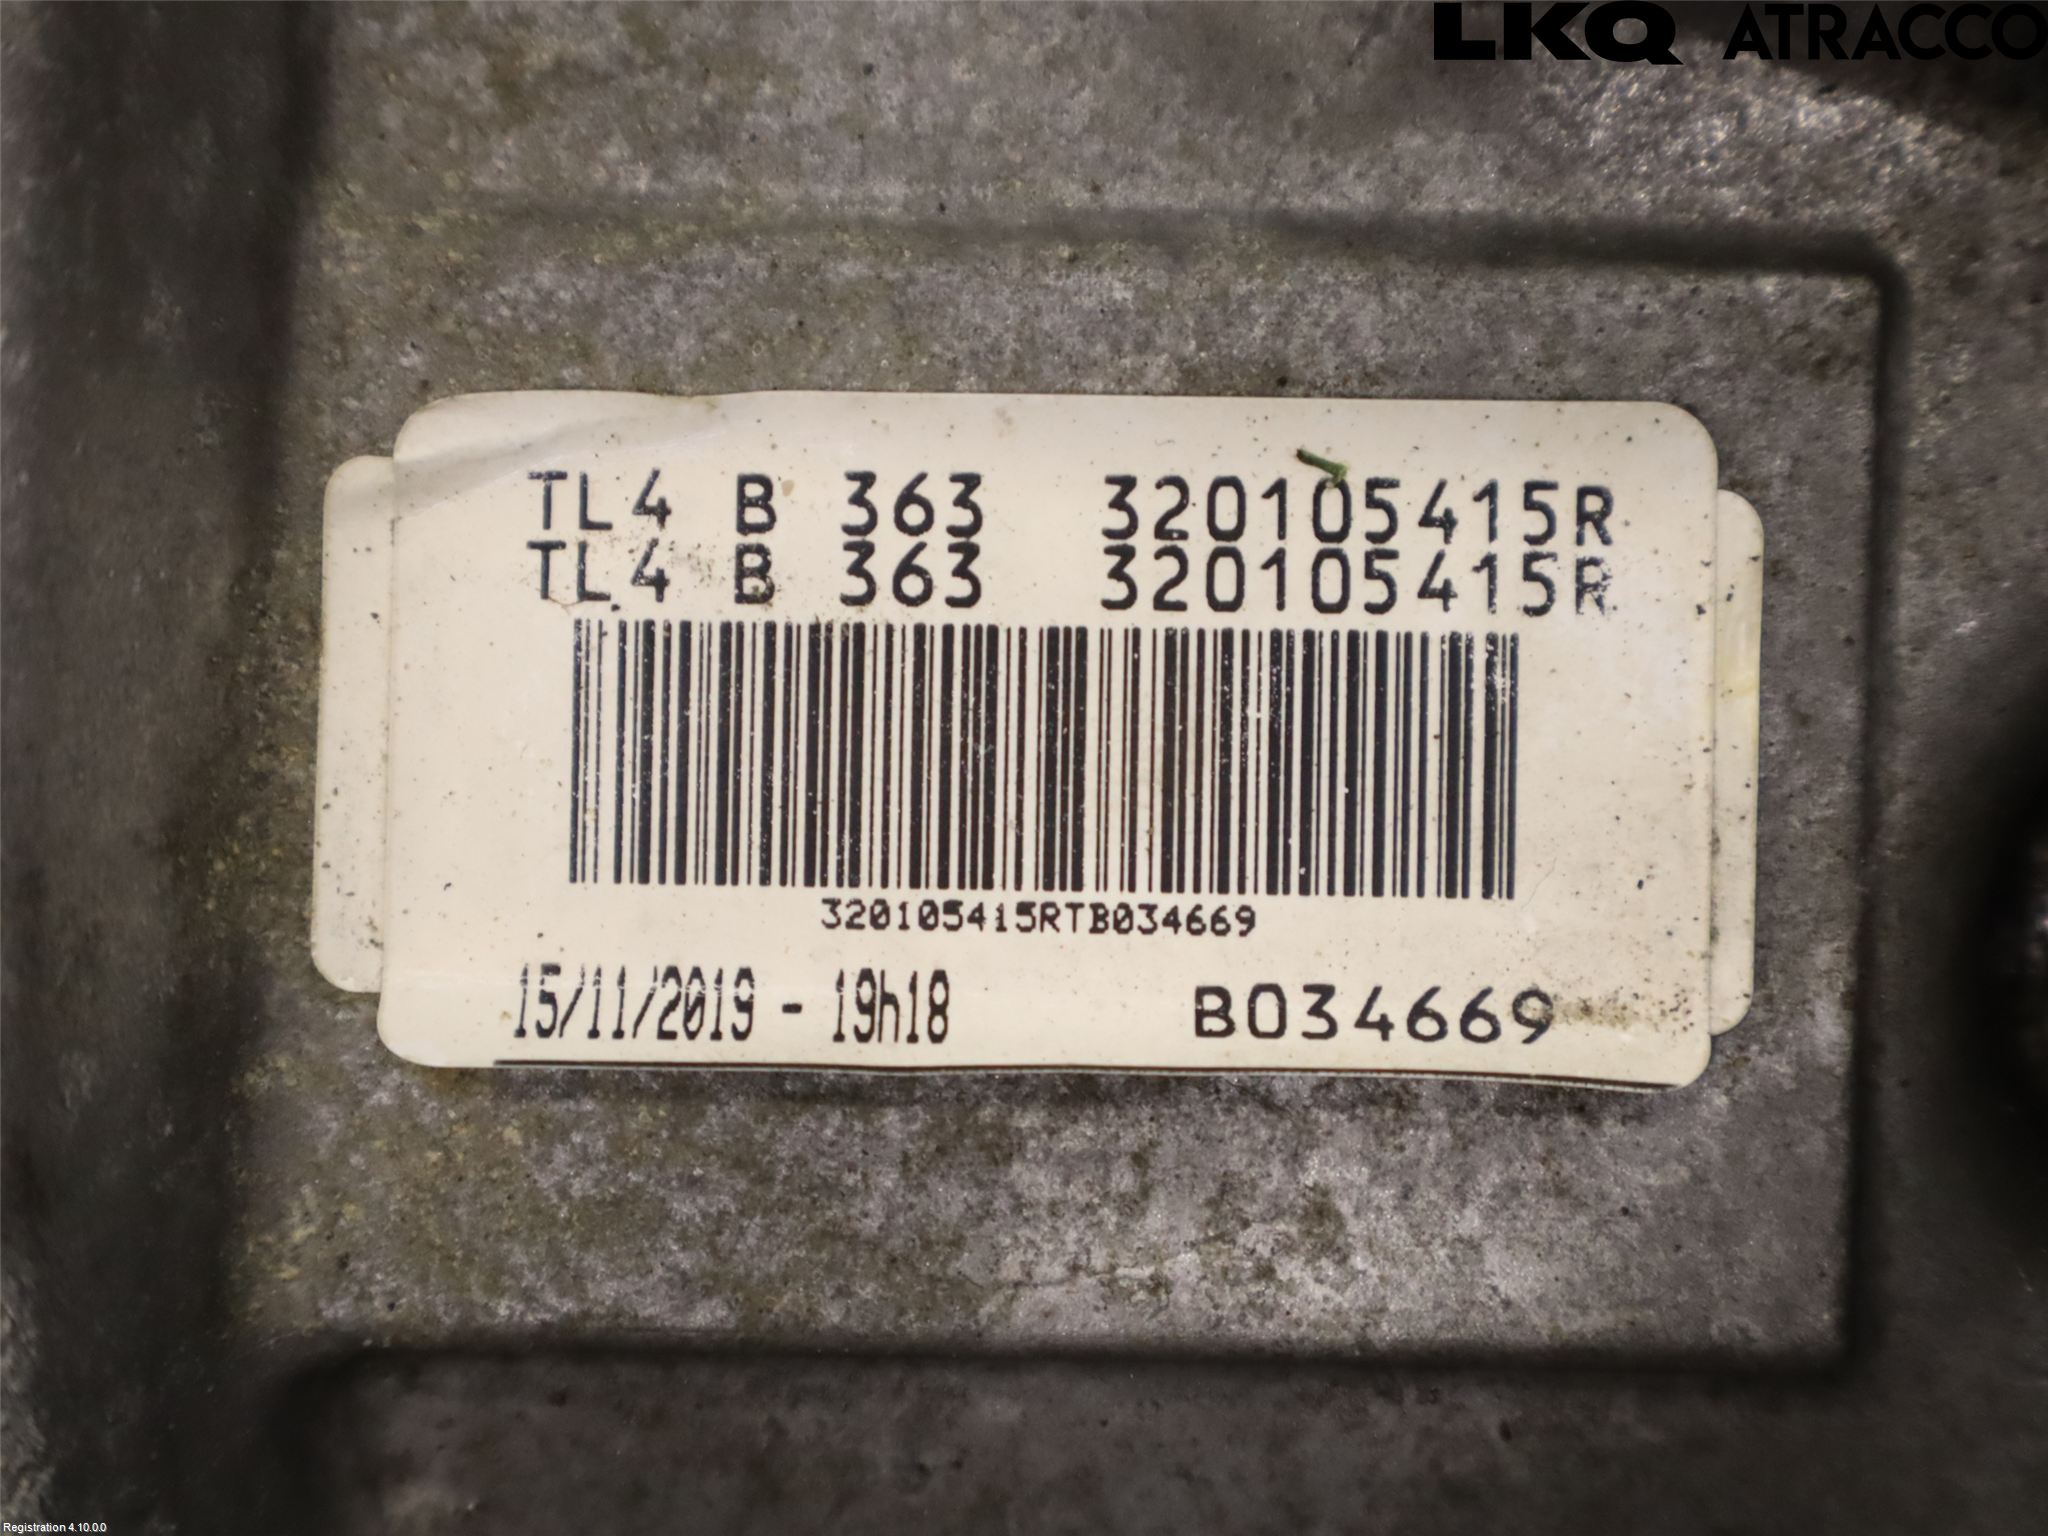 LKQ ATRACCO
TL4 B 363 320105415R
TL4 B 363 320105415R
320105415RTB034669
15/11/2019 - 19h18 B034669
Registration 4.10.0.0